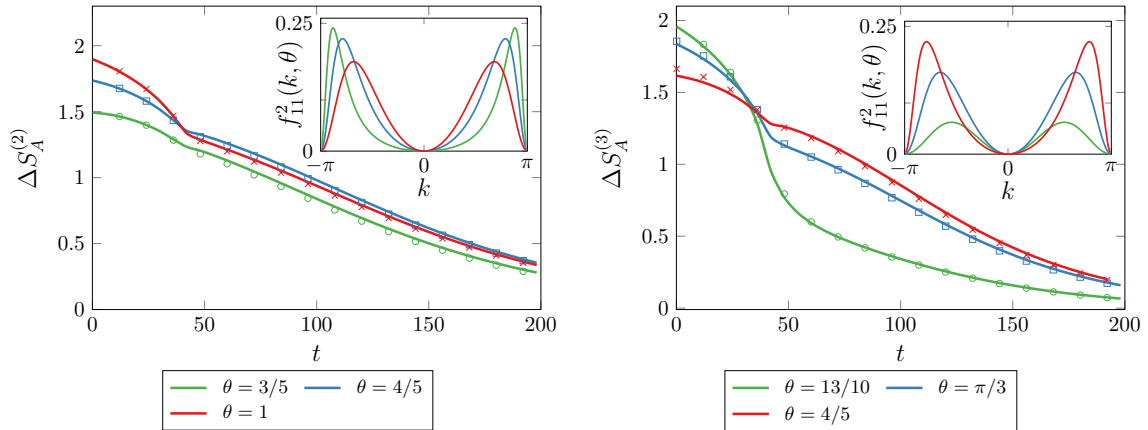 2
1.5
1
0.5
0
0 50 100 150 200
t
ΔS_A^{(2)}
0.25
0
−π 0 π
k
f_{11}^2(k, θ)
θ = 3/5 θ = 4/5
θ = 1
2
1.5
1
0.5
0
0 50 100 150 200
t
ΔS_A^{(3)}
0.25
0
−π 0 π
k
f_{11}^2(k, θ)
θ = 13/10 θ = π/3
θ = 4/5